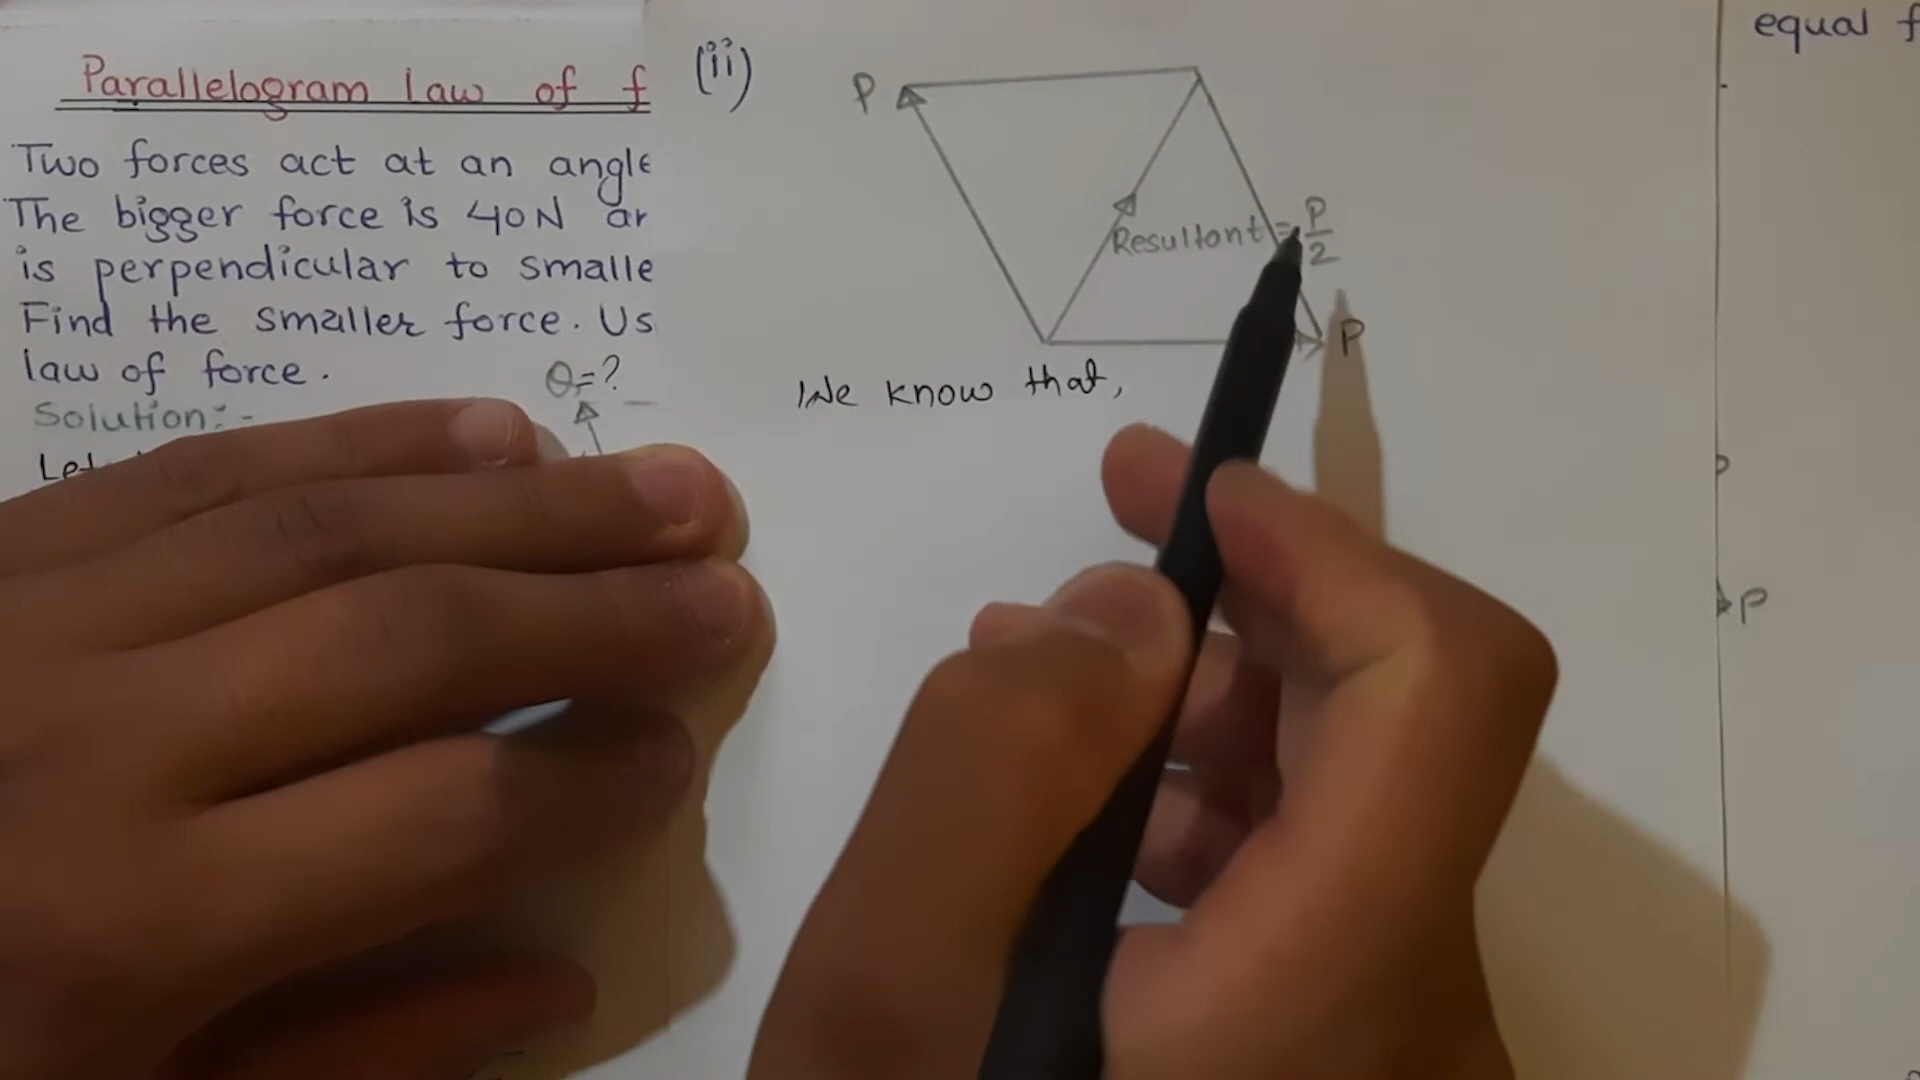 Parallelogram law of f
Two forces act at an angle
The bigger force is 40N ar
is perpendicular to smalle
Find the smaller force. Us
law of force.
θ=?
Solution:-
Let
(ii)
P
Resultant = P/2
P
We know that,
equal f
P